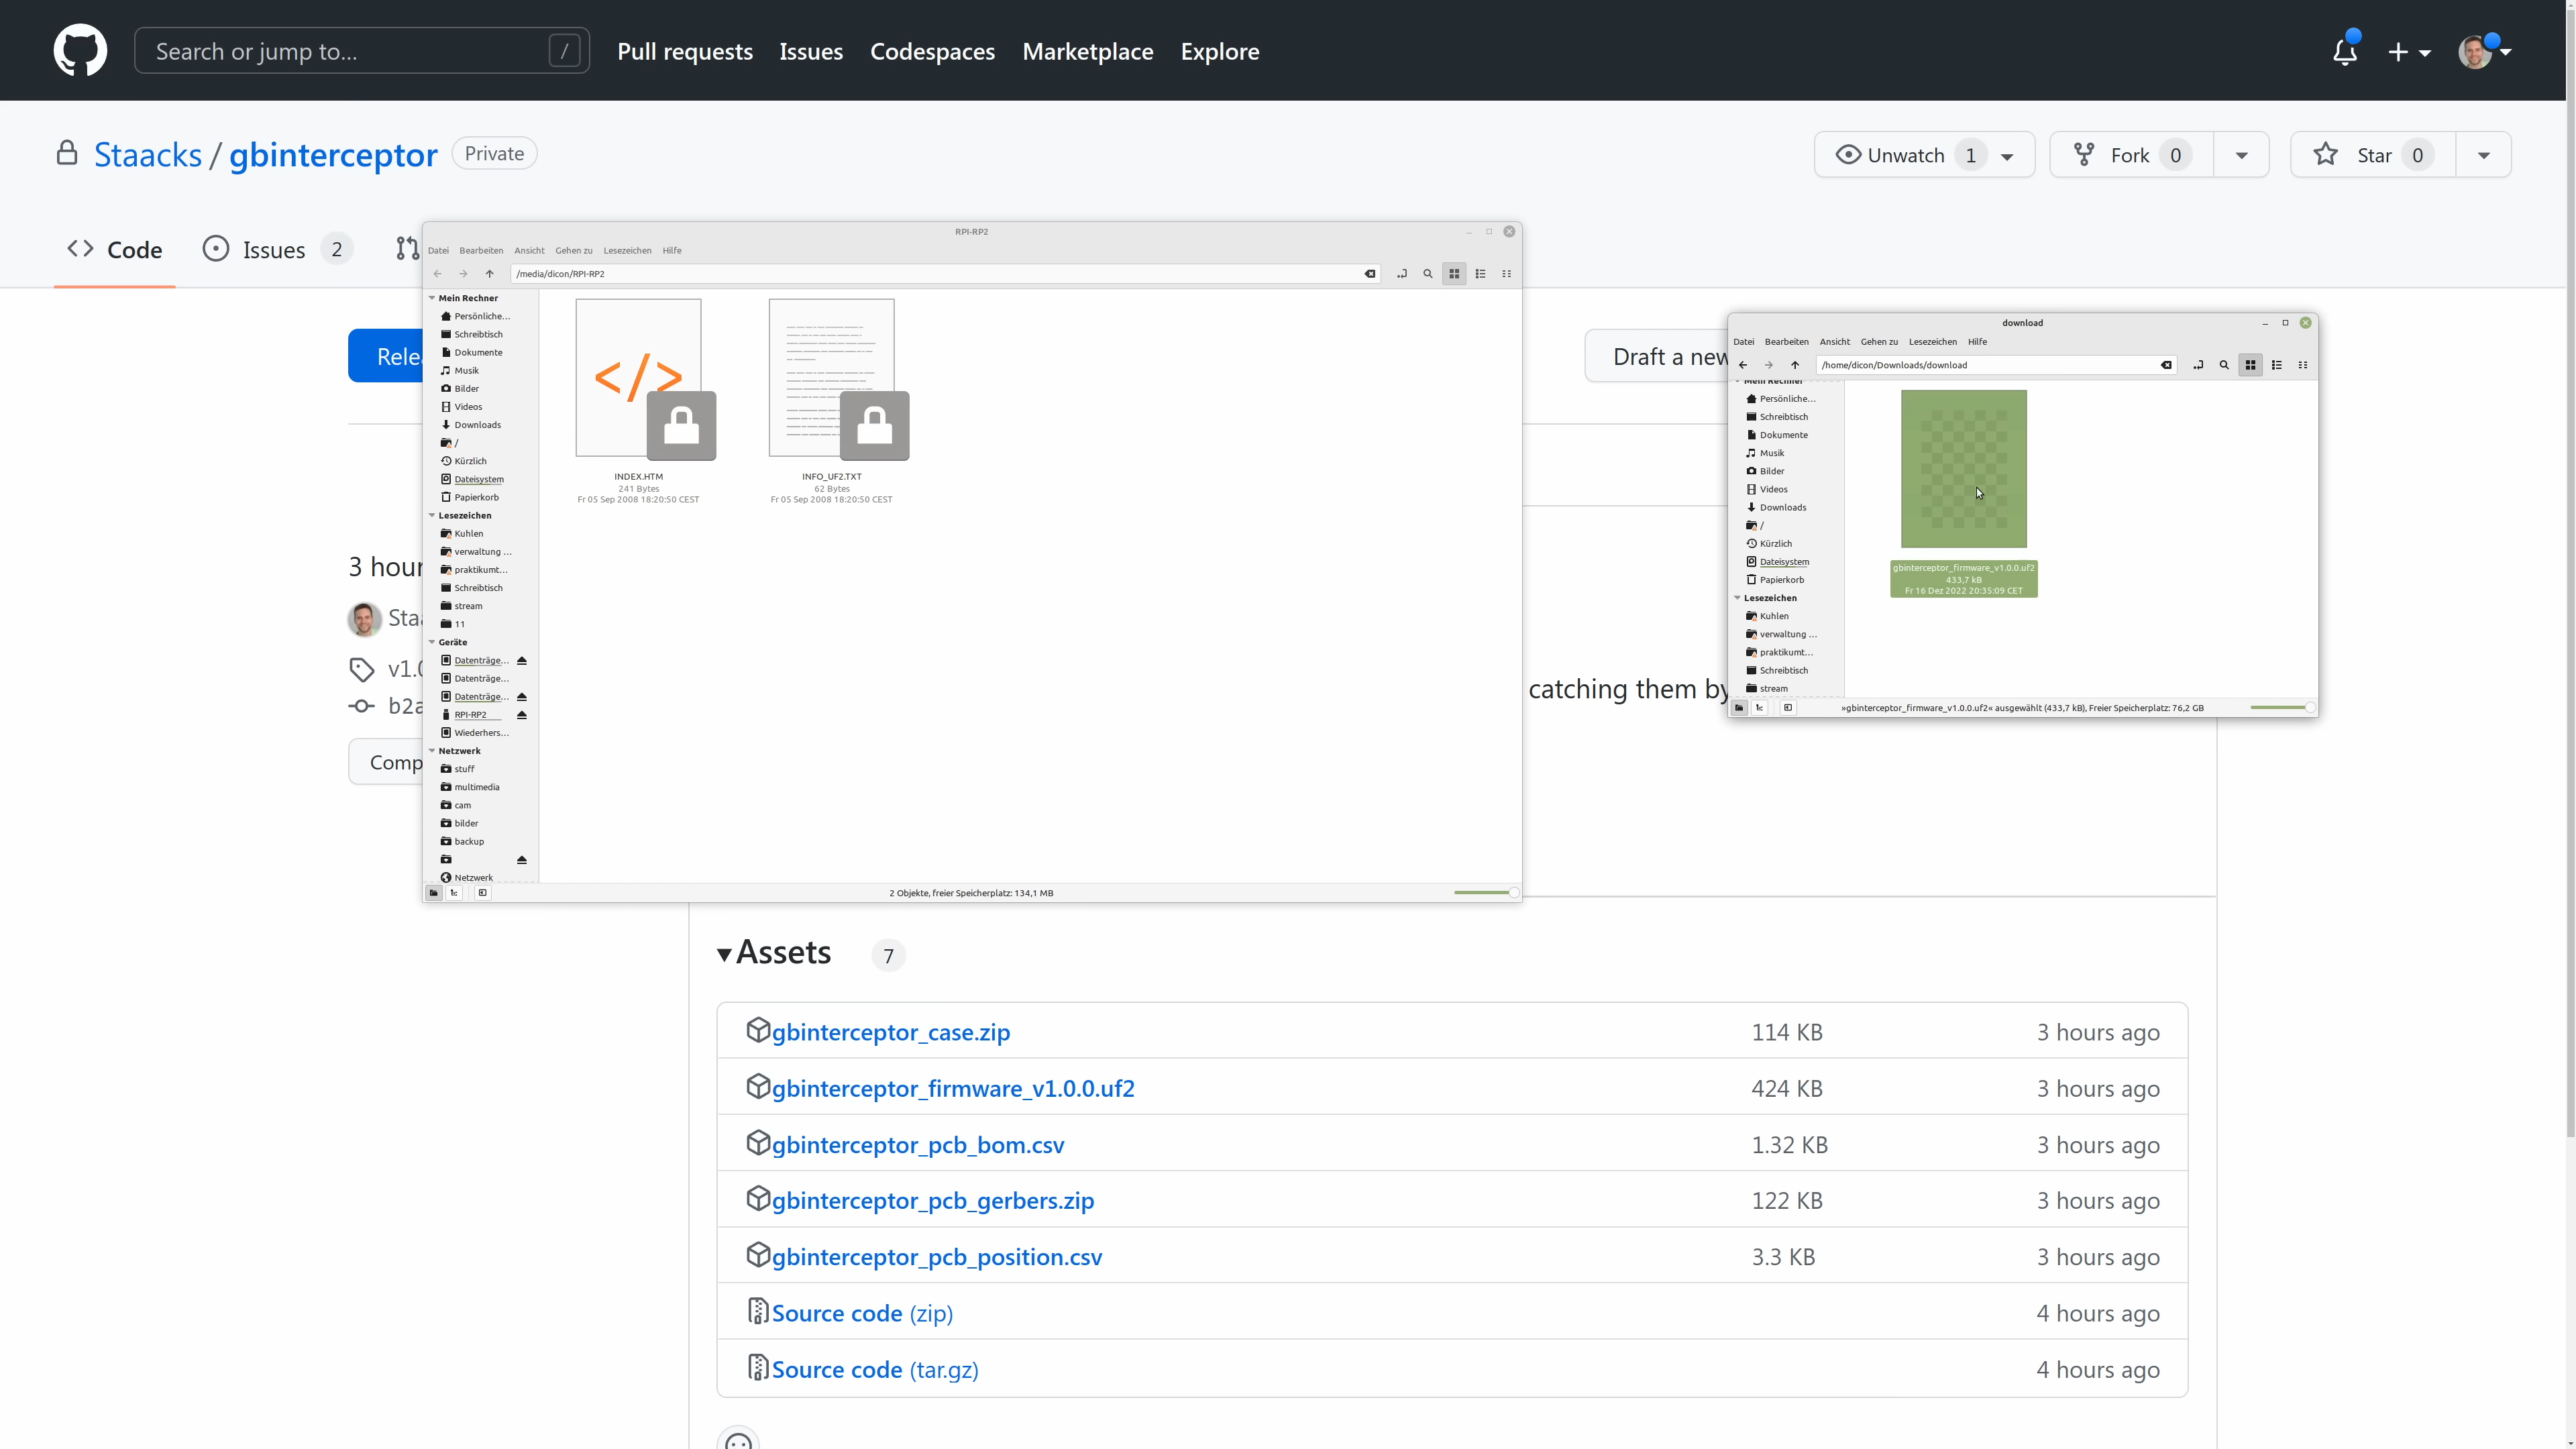 Search or jump to...
/
Pull requests
Issues
Codespaces
Marketplace
Explore
Staacks / gbinterceptor
Private
Unwatch 1
Fork 0
Star 0
Code
Issues 2
Draft a new
3 hour
v1.0
catching them by
RPI-RP2
Datei Bearbeiten Ansicht Gehen zu Lesezeichen Hilfe
/media/dicon/RPI-RP2
Mein Rechner
Persönliche...
Schreibtisch
Dokumente
Musik
Bilder
Videos
Downloads
/
Kürzlich
Dateisystem
Papierkorb
Lesezeichen
Kuhlen
verwaltung ...
praktikumt...
Schreibtisch
stream
11
Geräte
Datenträge...
Datenträge...
Datenträge...
RPI-RP2
Wiederhers...
Netzwerk
stuff
multimedia
cam
bilder
backup
Netzwerk
INDEX.HTM
241 Bytes
Fr 05 Sep 2008 18:20:50 CEST
INFO_UF2.TXT
62 Bytes
Fr 05 Sep 2008 18:20:50 CEST
2 Objekte, freier Speicherplatz: 134,1 MB
download
Datei Bearbeiten Ansicht Gehen zu Lesezeichen Hilfe
/home/dicon/Downloads/download
Mein Rechner
Persönliche...
Schreibtisch
Dokumente
Musik
Bilder
Videos
Downloads
/
Kürzlich
Dateisystem
Papierkorb
Lesezeichen
Kuhlen
verwaltung ...
praktikumt...
Schreibtisch
stream
gbinterceptor_firmware_v1.0.0.uf2
433,7 kB
Fr 16 Dez 2022 20:35:09 CET
»gbinterceptor_firmware_v1.0.0.uf2« ausgewählt (433,7 kB), Freier Speicherplatz: 76,2 GB
Assets 7
gbinterceptor_case.zip 114 KB 3 hours ago
gbinterceptor_firmware_v1.0.0.uf2 424 KB 3 hours ago
gbinterceptor_pcb_bom.csv 1.32 KB 3 hours ago
gbinterceptor_pcb_gerbers.zip 122 KB 3 hours ago
gbinterceptor_pcb_position.csv 3.3 KB 3 hours ago
Source code (zip) 4 hours ago
Source code (tar.gz) 4 hours ago